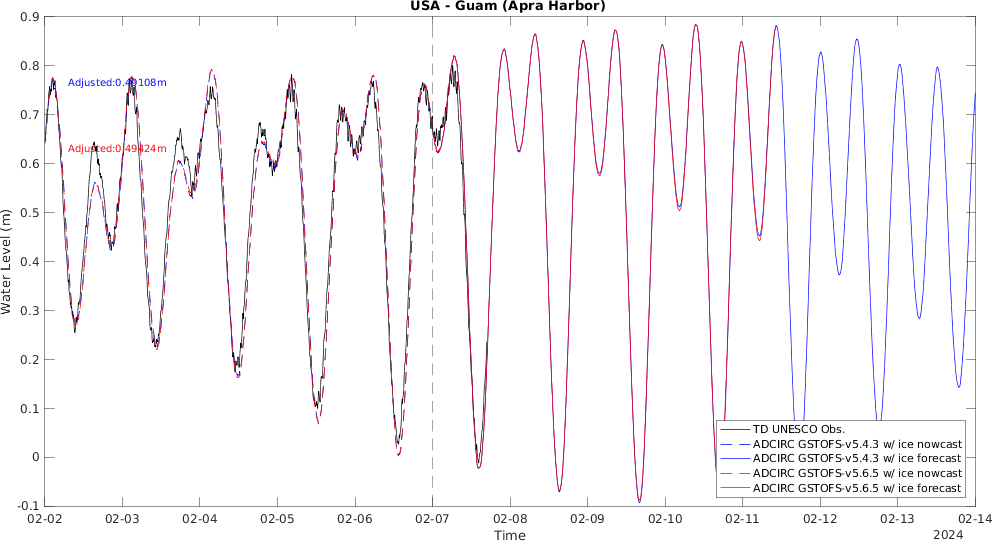 USA - Guam (Apra Harbor)
0.9
0.8
0.7
0.6
0.5
0.4
0.3
0.2
0.1
0
-0.1
Water Level (m)
Adjusted:0.49108m
Adjusted:0.49424m
TD UNESCO Obs.
ADCIRC GSTOFS-v5.4.3 w/ ice nowcast
ADCIRC GSTOFS-v5.4.3 w/ ice forecast
ADCIRC GSTOFS-v5.6.5 w/ ice nowcast
ADCIRC GSTOFS-v5.6.5 w/ ice forecast
02-02 02-03 02-04 02-05 02-06 02-07 02-08 02-09 02-10 02-11 02-12 02-13 02-14
Time
2024